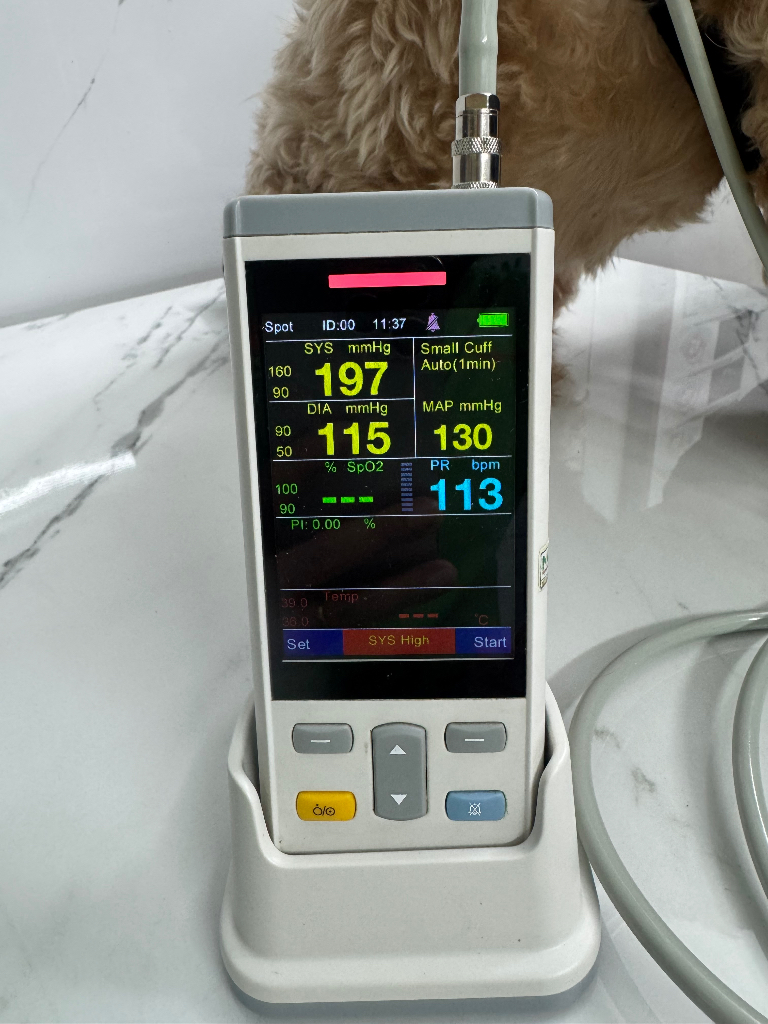 Spot ID:00 11:37
SYS mmHg
160
90
197
Small Cuff
Auto(1min)
DIA mmHg
90
50
115
MAP mmHg
130
% SpO2
100
90
---
PR bpm
113
PI: 0.00 %
Temp
39.0
36.0
---
°C
Set SYS High Start